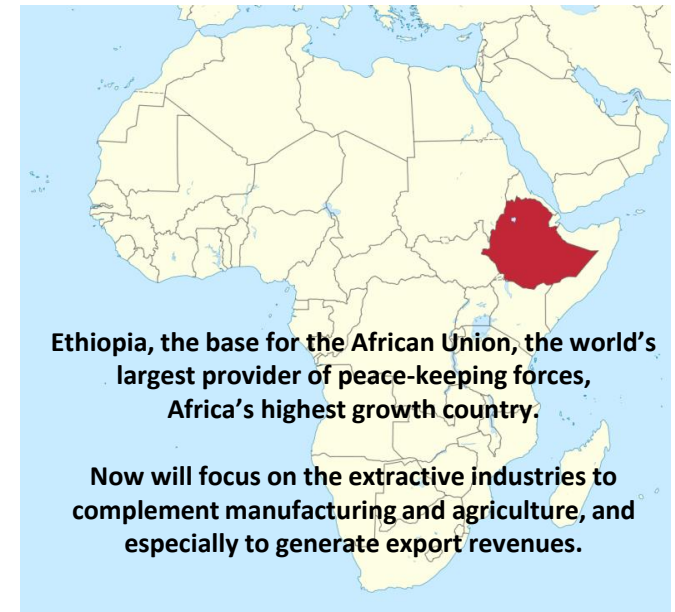 Ethiopia, the base for the African Union, the world’s
largest provider of peace-keeping forces,
Africa’s highest growth country.
Now will focus on the extractive industries to
complement manufacturing and agriculture, and
especially to generate export revenues.